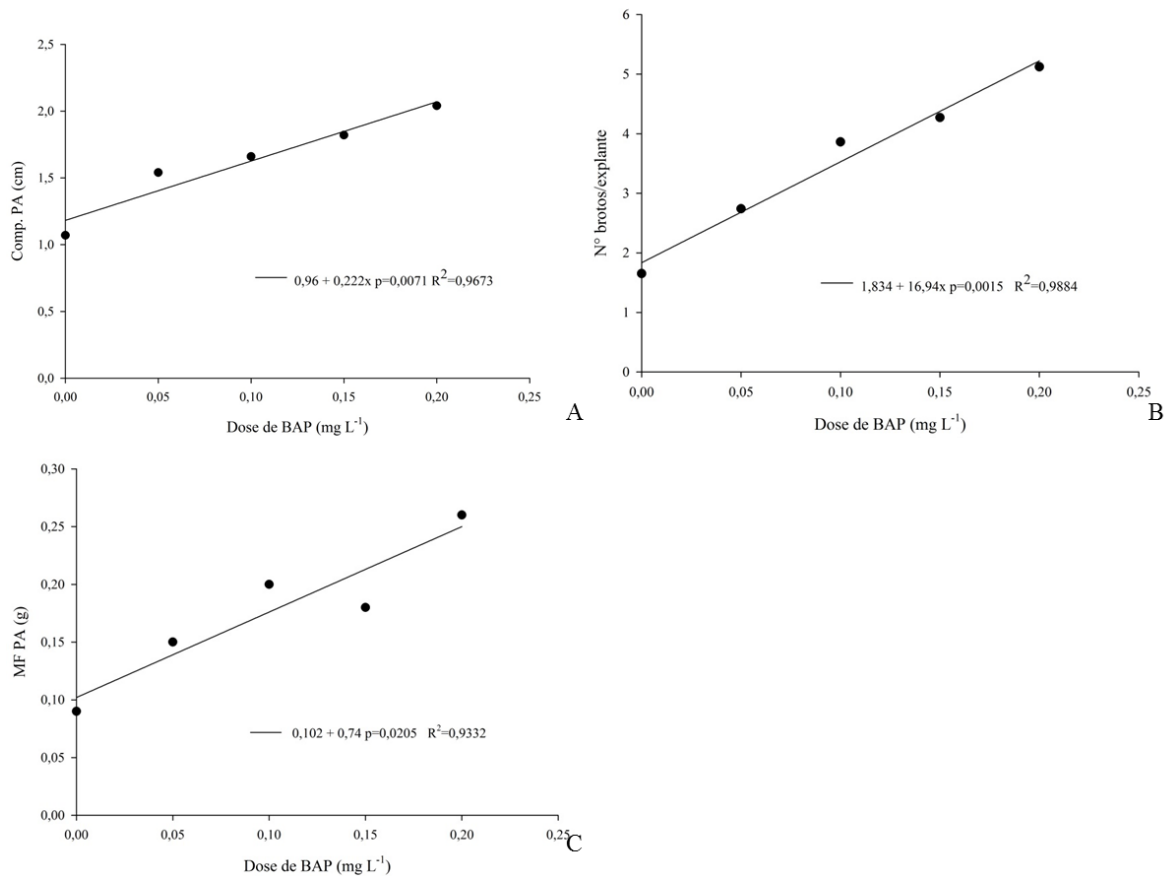 2,5
2,0
1,5
1,0
0,5
0,0
Comp. PA (cm)
0,96 + 0,222x p=0,0071 R²=0,9673
0,00 0,05 0,10 0,15 0,20 0,25
Dose de BAP (mg L⁻¹)
A
6
5
4
3
2
1
0
N° brotos/explante
1,834 + 16,94x p=0,0015 R²=0,9884
0,00 0,05 0,10 0,15 0,20 0,25
Dose de BAP (mg L⁻¹)
B
0,30
0,25
0,20
0,15
0,10
0,05
0,00
MF PA (g)
0,102 + 0,74 p=0,0205 R²=0,9332
0,00 0,05 0,10 0,15 0,20 0,25
Dose de BAP (mg L⁻¹)
C